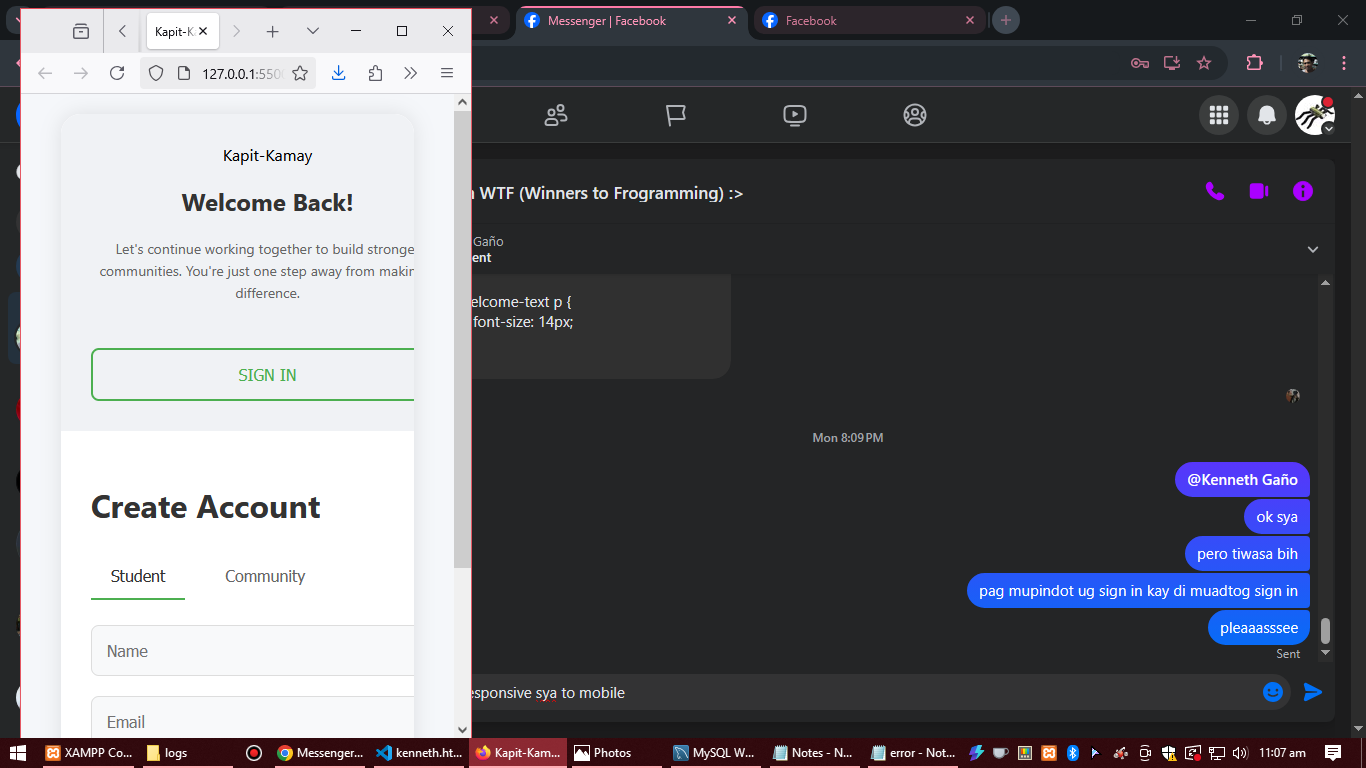 Messenger | Facebook
Facebook
Kapit-K
127.0.0.1:550
Kapit-Kamay
Welcome Back!
Let's continue working together to build stronge
communities. You're just one step away from makin
difference.
SIGN IN
Create Account
Student
Community
Name
Email
WTF (Winners to Frogramming) :>
Gaño
ent
elcome-text p {
font-size: 14px;
Mon 8:09 PM
@Kenneth Gaño
ok sya
pero tiwasa bih
pag mupindot ug sign in kay di muadtog sign in
pleaaasssee
Sent
esponsive sya to mobile
XAMPP Co...
logs
Messenger...
kenneth.ht...
Kapit-Kam...
Photos
MySQL W...
Notes - N...
error - Not...
11:07 am